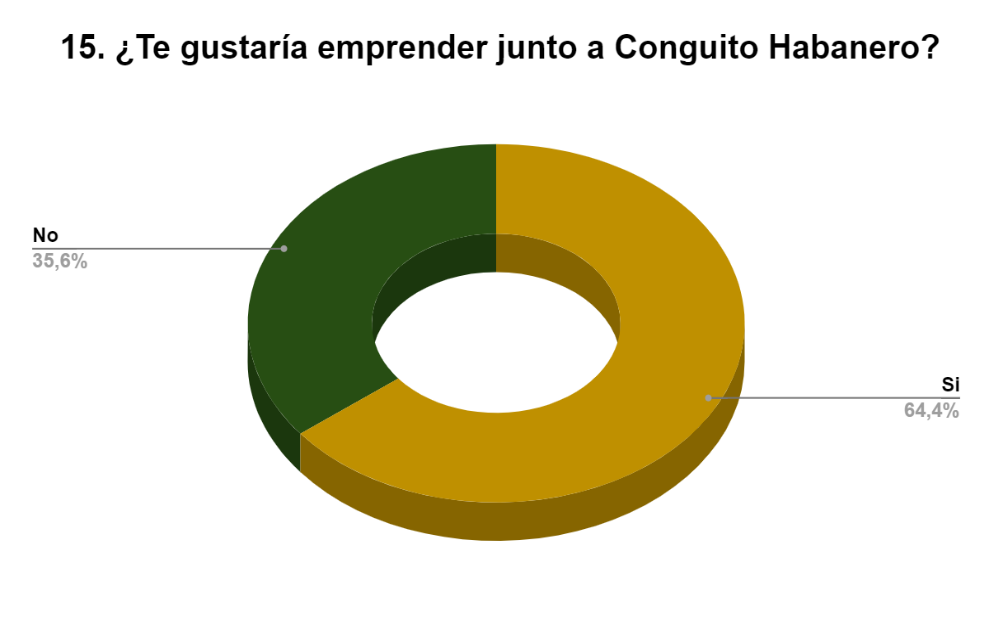 15. ¿Te gustaría emprender junto a Conguito Habanero?
No
35,6%
Si
64,4%